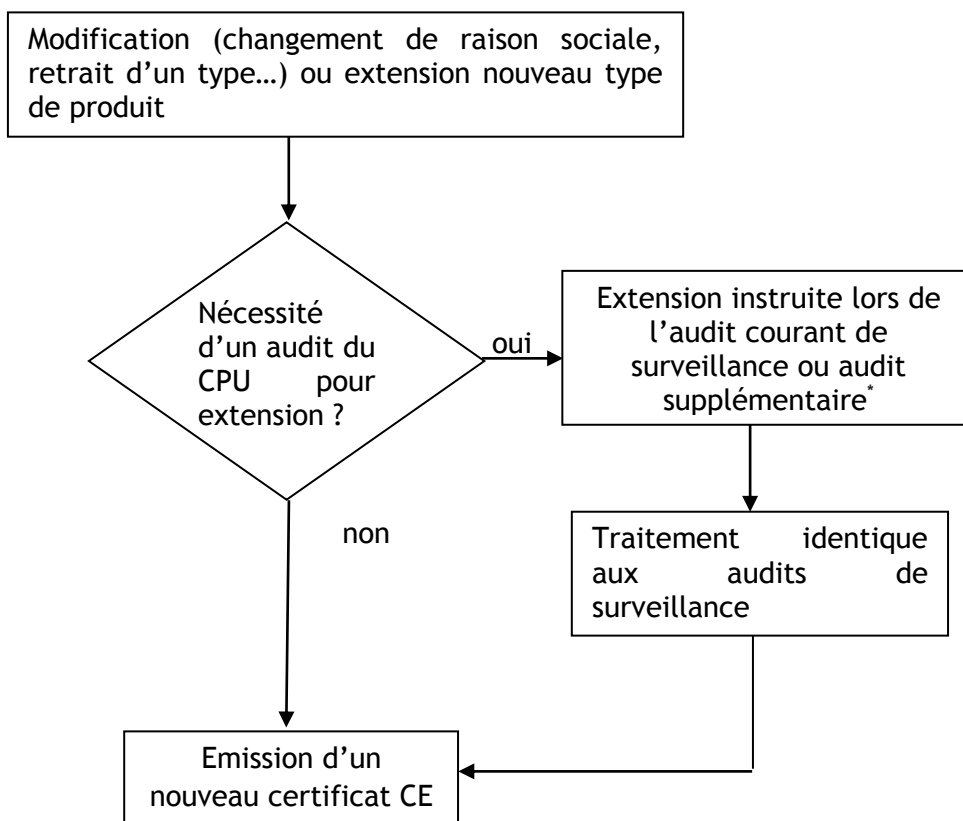 Modification (changement de raison sociale,
retrait d’un type…) ou extension nouveau type
de produit
Nécessité
d’un audit du
CPU pour
extension ?
oui
Extension instruite lors de
l’audit courant de
surveillance ou audit
supplémentaire*
non
Traitement identique
aux audits de
surveillance
Emission d’un
nouveau certificat CE